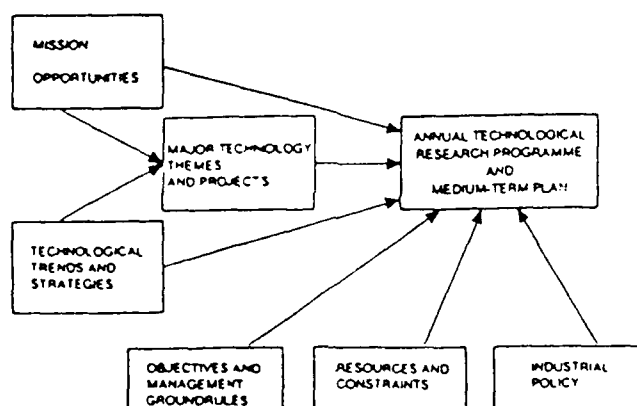 MISSION
OPPORTUNITIES
MAJOR TECHNOLOGY
THEMES
AND PROJECTS
ANNUAL TECHNOLOGICAL
RESEARCH PROGRAMME
AND
MEDIUM-TERM PLAN
TECHNOLOGICAL
TRENDS AND
STRATEGIES
OBJECTIVES AND
MANAGEMENT
GROUNDRULES
RESOURCES AND
CONSTRAINTS
INDUSTRIAL
POLICY